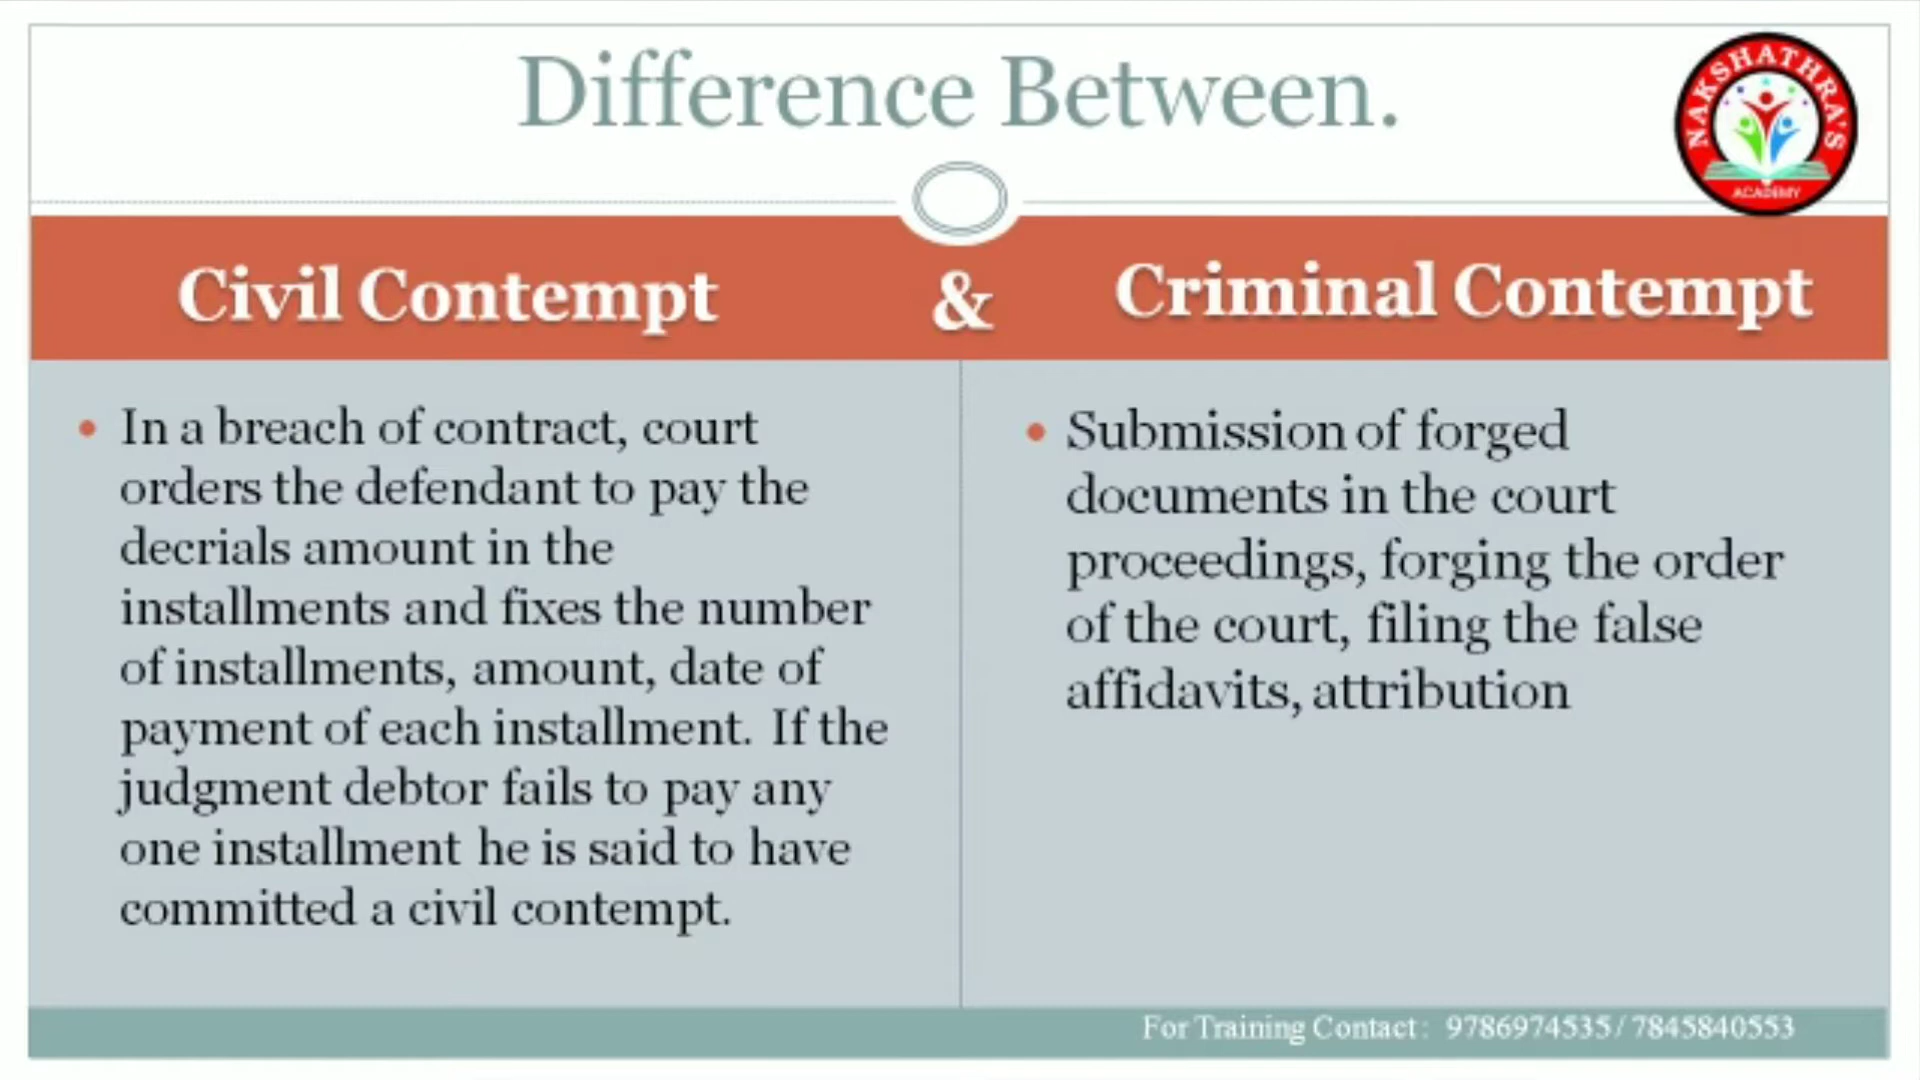 Difference Between.
NAKSHATHRA'S
ACADEMY
Civil Contempt & Criminal Contempt
• In a breach of contract, court
orders the defendant to pay the
decrials amount in the
installments and fixes the number
of installments, amount, date of
payment of each installment. If the
judgment debtor fails to pay any
one installment he is said to have
committed a civil contempt.
• Submission of forged
documents in the court
proceedings, forging the order
of the court, filing the false
affidavits, attribution
For Training Contact : 9786974535 / 7845840553